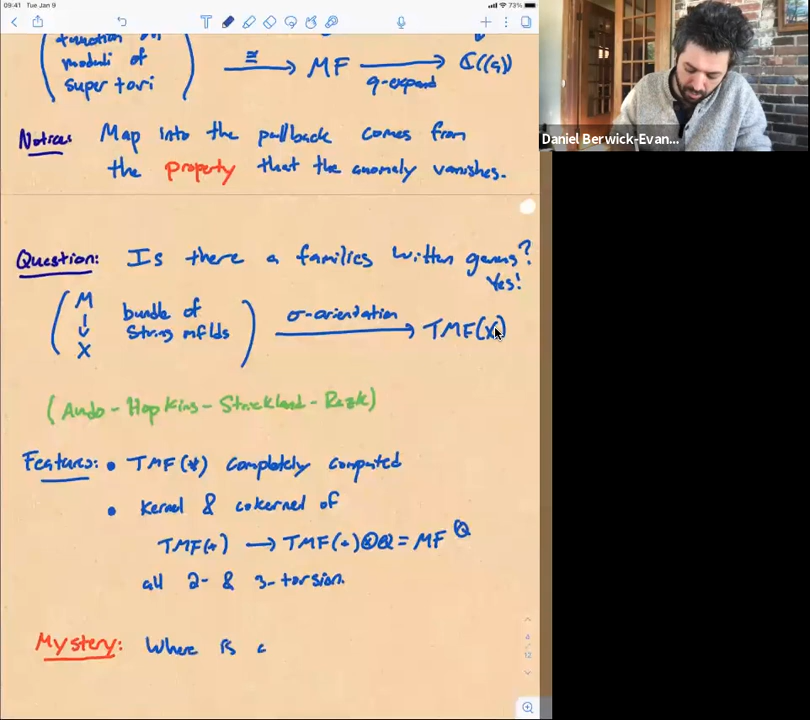 09:41 Tue Jan 9
73%
moduli of
super tori
≅
MF
q-expand
ℂ((q))
Notice: Map into the pullback comes from
the property that the anomaly vanishes.
Question: Is there a families Witten genus?
Yes!
M
↓
X
bundle of
String mflds
σ-orientation
TMF(X)
(Ando-Hopkins-Strickland-Rezk)
Features: • TMF(*) completely computed
• Kernel & cokernel of
TMF(*) → TMF(*)⊗ℚ = MF^ℚ
all 2- & 3-torsion.
Mystery: Where is
Daniel Berwick-Evan...
12